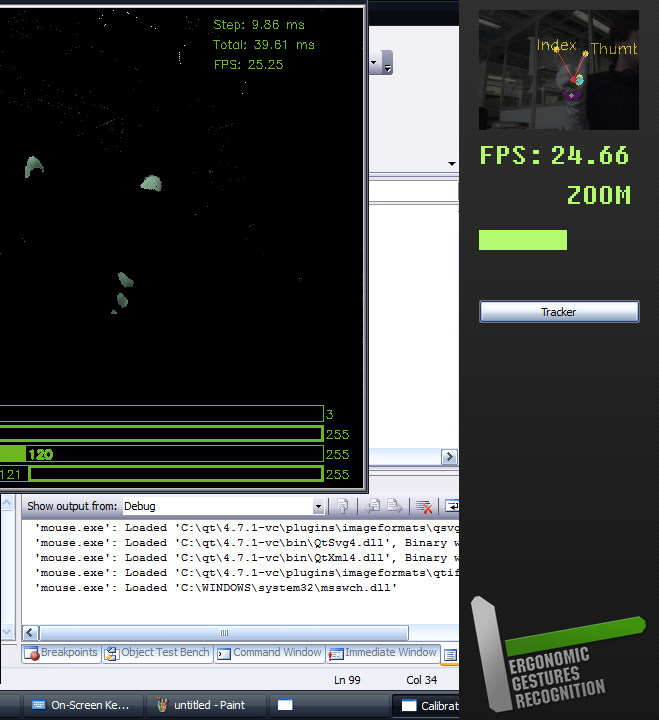 Step: 9.86 ms
Total: 39.61 ms
FPS: 25.25
Index
Thumb
FPS: 24.66
ZOOM
Tracker
3
255
120
255
121
255
Show output from: Debug
'mouse.exe': Loaded 'C:\qt\4.7.1-vc\plugins\imageformats\qsvg
'mouse.exe': Loaded 'C:\qt\4.7.1-vc\bin\QtSvg4.dll', Binary w
'mouse.exe': Loaded 'C:\qt\4.7.1-vc\bin\QtXml4.dll', Binary w
'mouse.exe': Loaded 'C:\qt\4.7.1-vc\plugins\imageformats\qtif
'mouse.exe': Loaded 'C:\WINDOWS\system32\msswch.dll'
Breakpoints
Object Test Bench
Command Window
Immediate Window
Ln 99
Col 34
On-Screen Ke...
untitled - Paint
Calibrat
ERGONOMIC
GESTURES
RECOGNITION